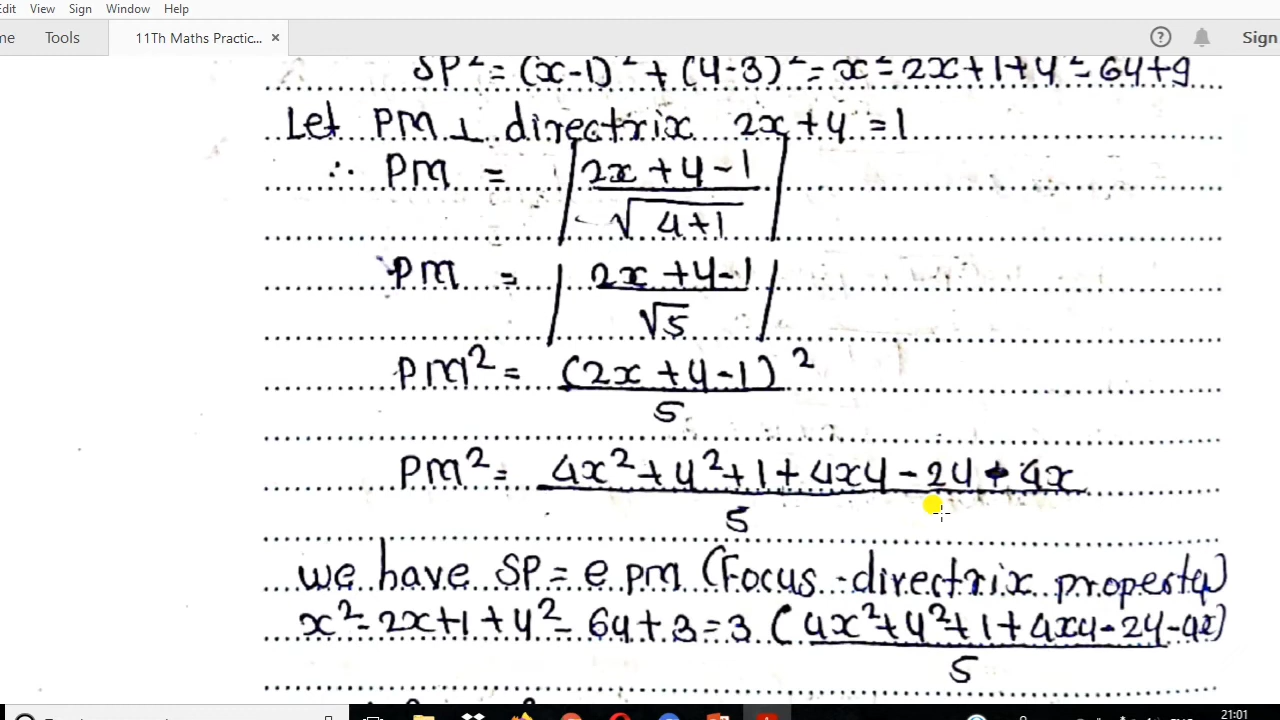 Edit View Sign Window Help
me Tools 11Th Maths Practic... × ? Sign
SP² = (x-1)² + (y-3)² = x² - 2x + 1 + y² - 6y + 9
Let PM ⊥ directrix 2x + y = 1
∴ PM = |(2x + y - 1)/√(4+1)|
PM = |(2x + y - 1)/√5|
PM² = (2x + y - 1)²/5
PM² = (4x² + y² + 1 + 4xy - 2y - 4x)/5
we have SP = e PM (Focus - directrix property)
x² - 2x + 1 + y² - 6y + 3 = 3 (4x² + y² + 1 + 4xy - 2y - 4x)/5
21:01